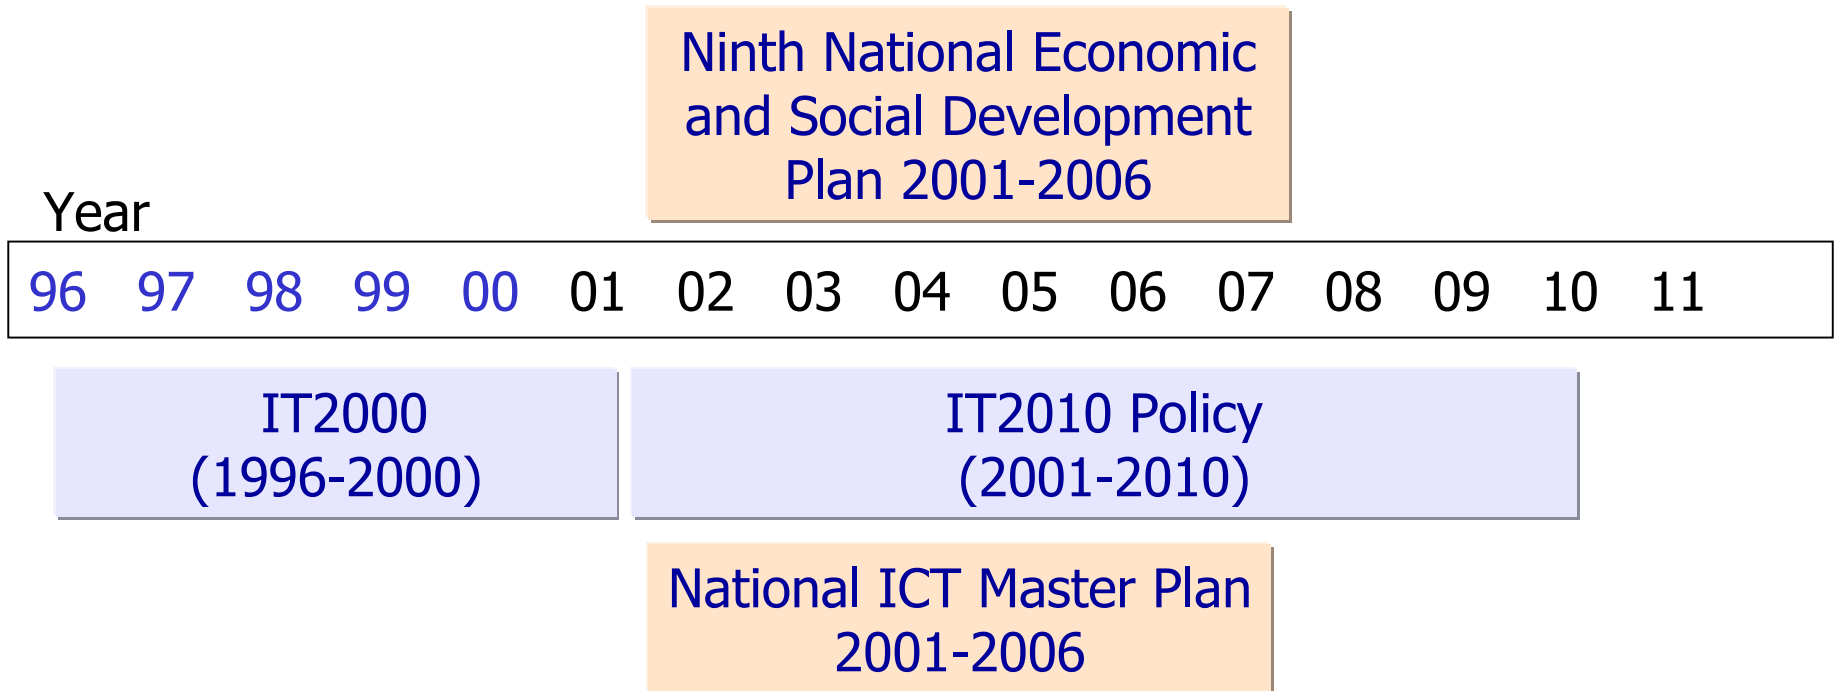 Ninth National Economic
and Social Development
Plan 2001-2006
Year
96 97 98 99 00 01 02 03 04 05 06 07 08 09 10 11
IT2000
(1996-2000)
IT2010 Policy
(2001-2010)
National ICT Master Plan
2001-2006